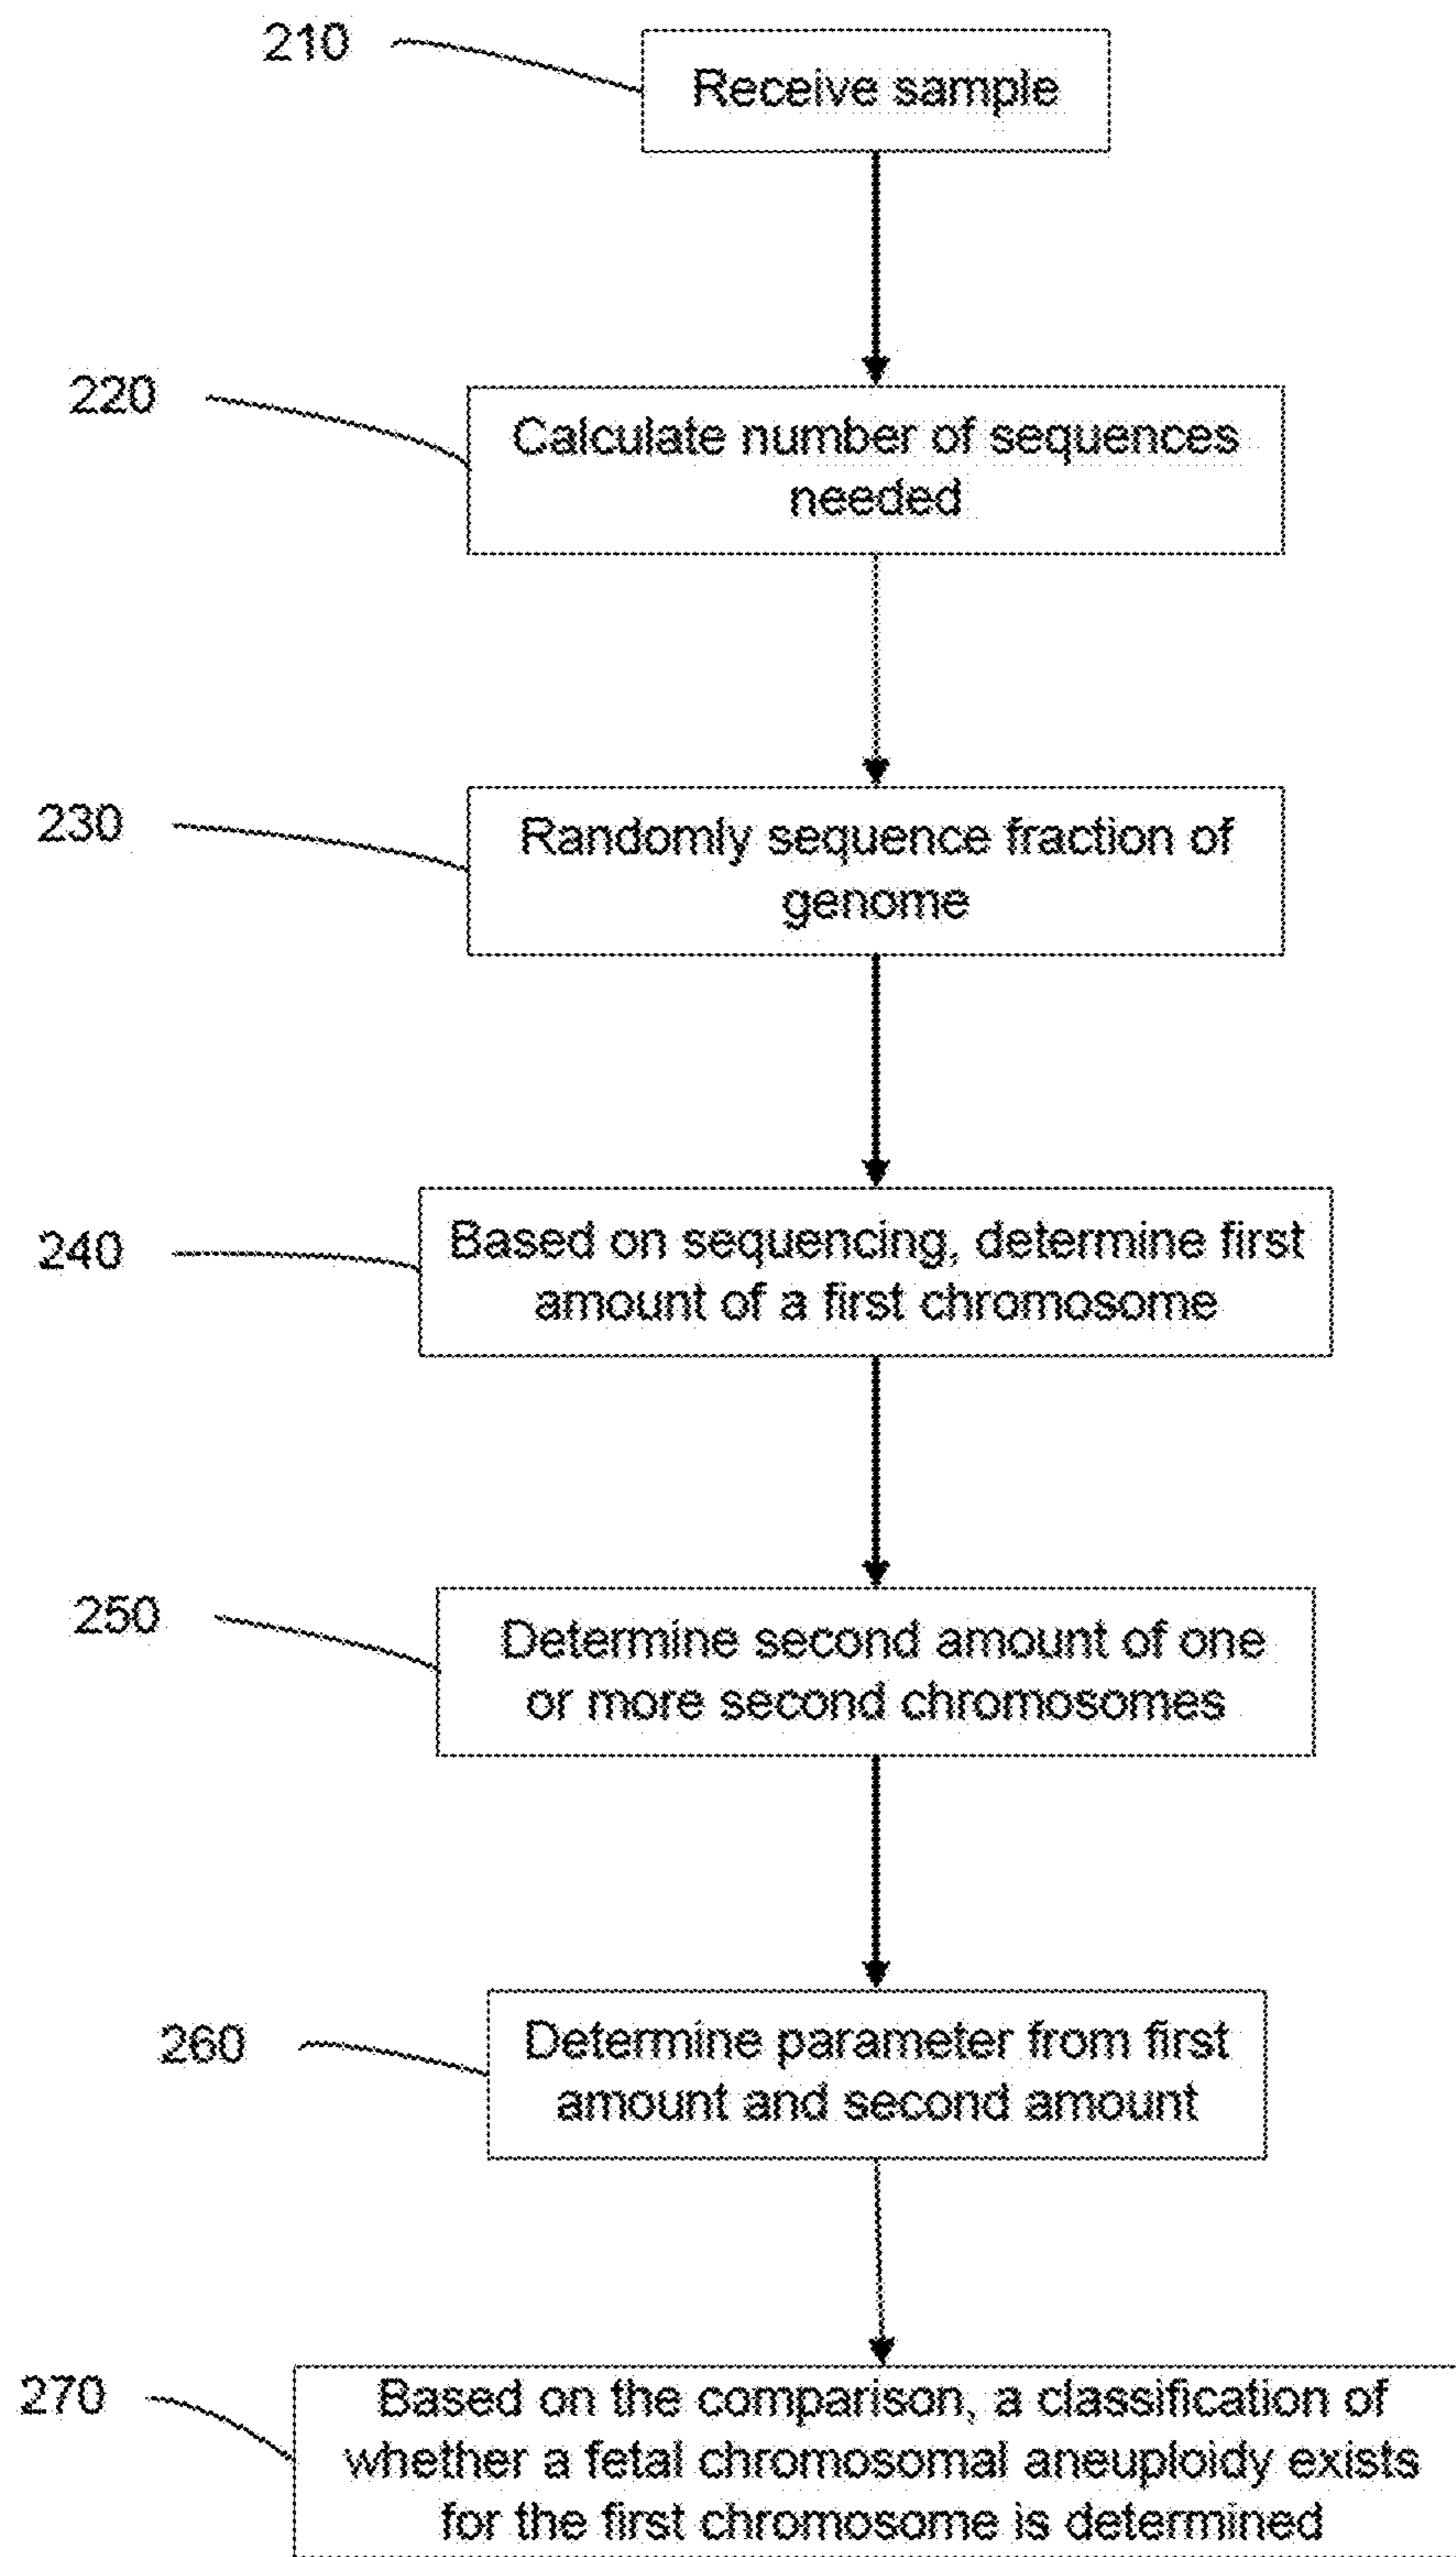 210
Receive sample
220
Calculate number of sequences
needed
230
Randomly sequence fraction of
genome
240
Based on sequencing, determine first
amount of a first chromosome
250
Determine second amount of one
or more second chromosomes
260
Determine parameter from first
amount and second amount
270
Based on the comparison, a classification of
whether a fetal chromosomal aneuploidy exists
for the first chromosome is determined